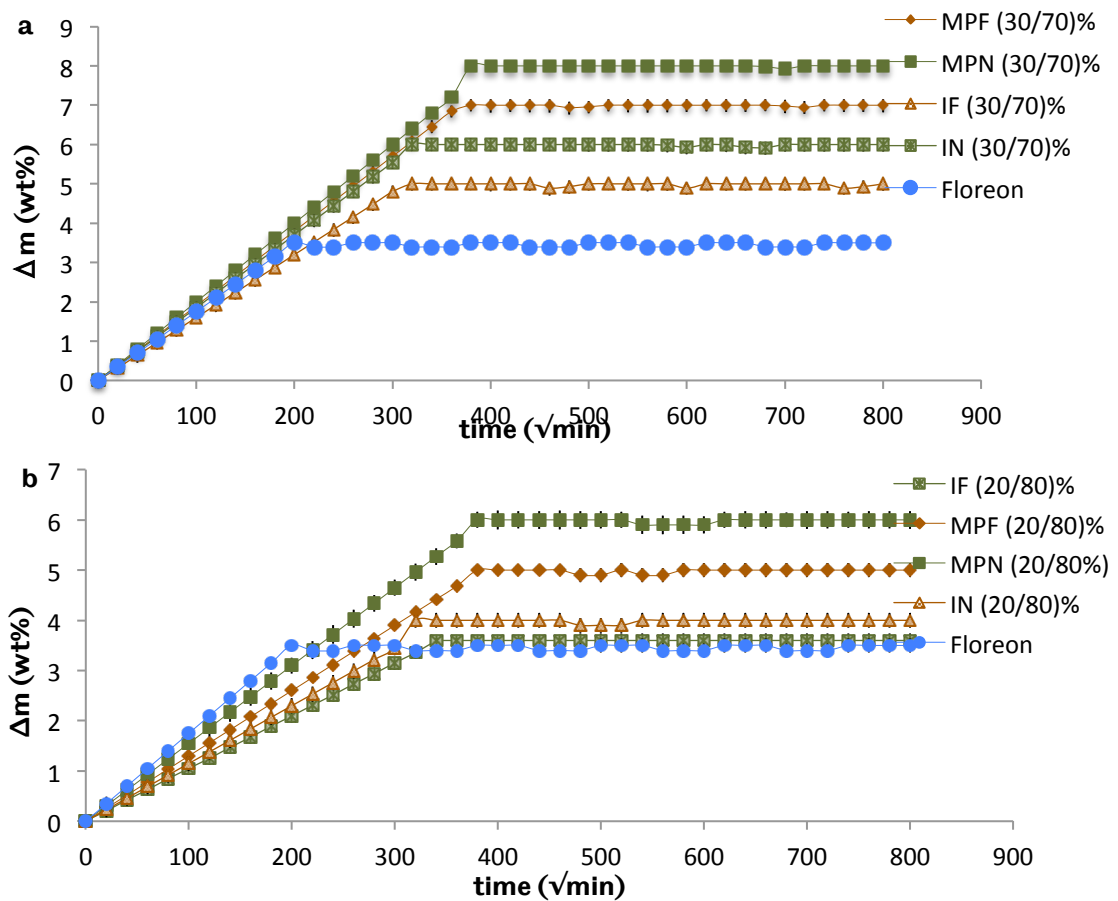 a
9
8
7
6
5
4
3
2
1
0
Δm (wt%)
0 100 200 300 400 500 600 700 800 900
time (√min)
MPF (30/70)%
MPN (30/70)%
IF (30/70)%
IN (30/70)%
Floreon
b
7
6
5
4
3
2
1
0
Δm (wt%)
0 100 200 300 400 500 600 700 800 900
time (√min)
IF (20/80)%
MPF (20/80)%
MPN (20/80%)
IN (20/80)%
Floreon